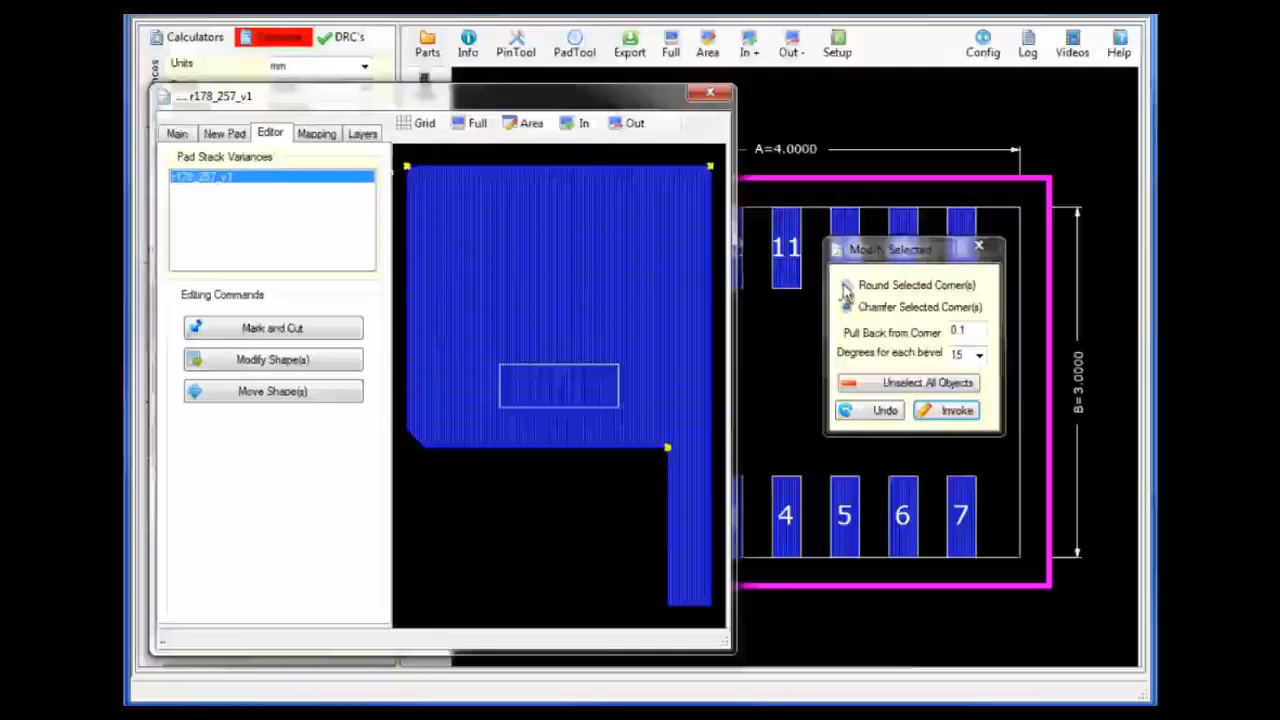 Calculators
DRC's
Parts
Info
PinTool
PadTool
Export
Full
Area
In +
Out -
Setup
Config
Log
Videos
Help
Units
mm
... r178_257_v1
Main
New Pad
Editor
Mapping
Layers
Grid
Full
Area
In
Out
Pad Stack Variances
r178_257_v1
Editing Commands
Mark and Cut
Modify Shape(s)
Move Shape(s)
A=4.0000
11
Modify Selected
Round Selected Corner(s)
Chamfer Selected Corner(s)
Pull Back from Corner 0.1
Degrees for each bevel 15
Unselect All Objects
Undo
Invoke
B=3.0000
4
5
6
7